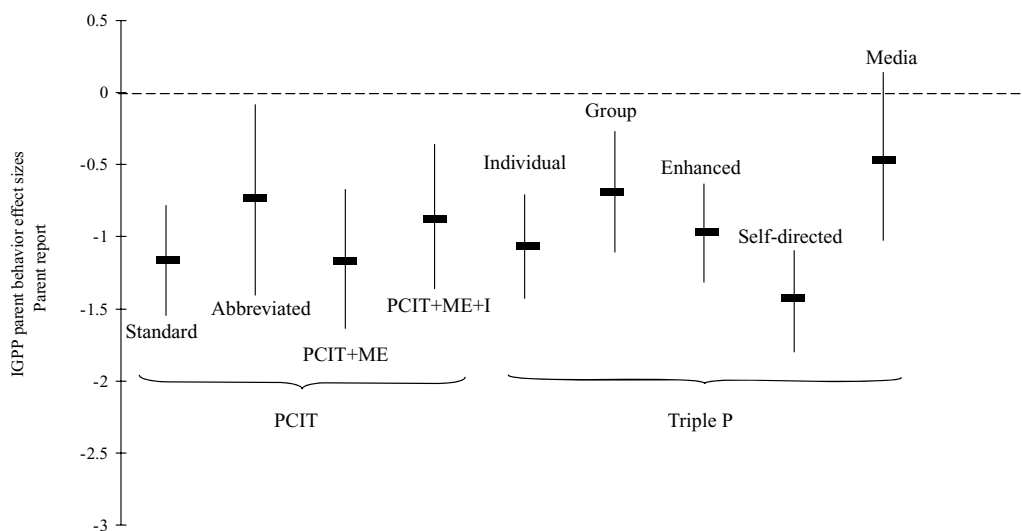 0.5
Media
0
Group
Individual
-0.5
Enhanced
Self-directed
-1
PCIT+ME+I
Abbreviated
-1.5
Standard
PCIT+ME
-2
PCIT
Triple P
-2.5
-3
IGPP parent behavior effect sizes
Parent report